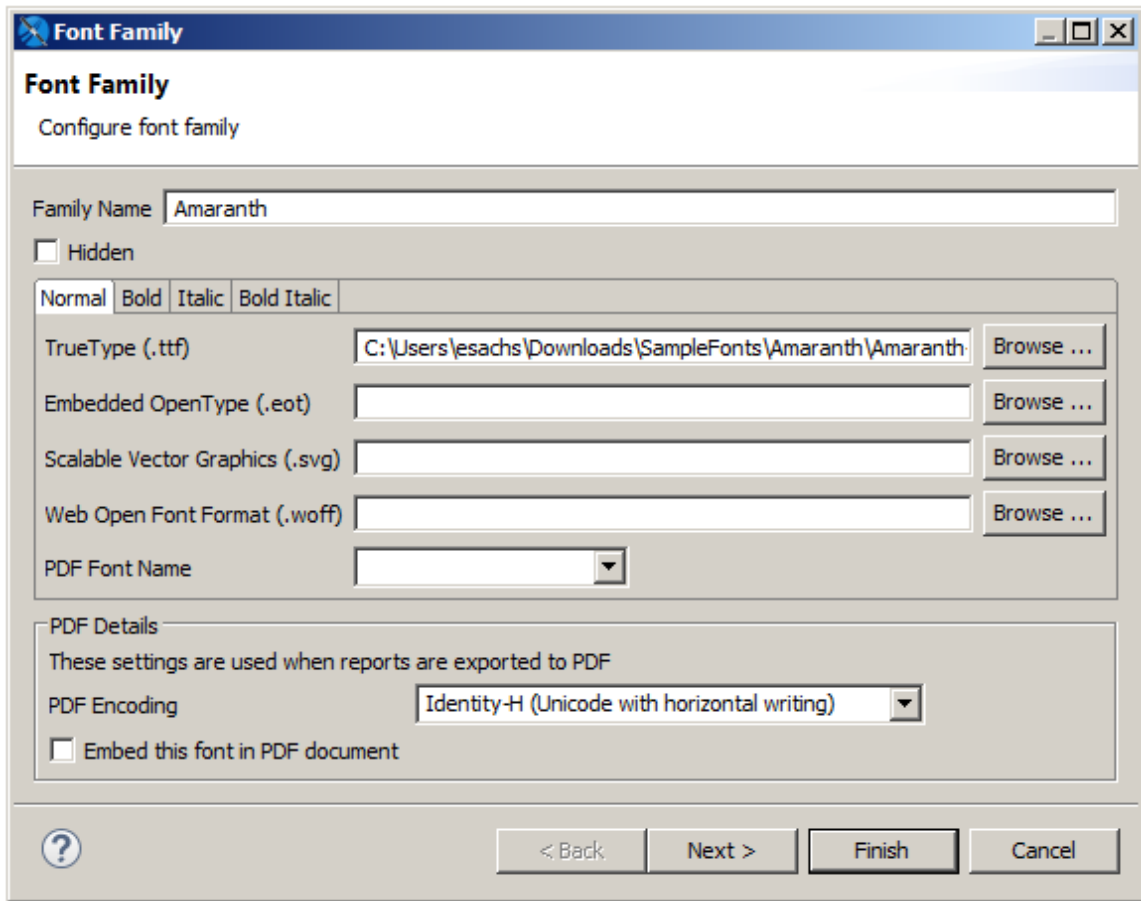 Font Family
Font Family
Configure font family
Family Name Amaranth
Hidden
Normal Bold Italic Bold Italic
TrueType (.ttf) C:\Users\esachs\Downloads\SampleFonts\Amaranth\Amaranth- Browse ...
Embedded OpenType (.eot) Browse ...
Scalable Vector Graphics (.svg) Browse ...
Web Open Font Format (.woff) Browse ...
PDF Font Name
PDF Details
These settings are used when reports are exported to PDF
PDF Encoding Identity-H (Unicode with horizontal writing)
Embed this font in PDF document
? < Back Next > Finish Cancel